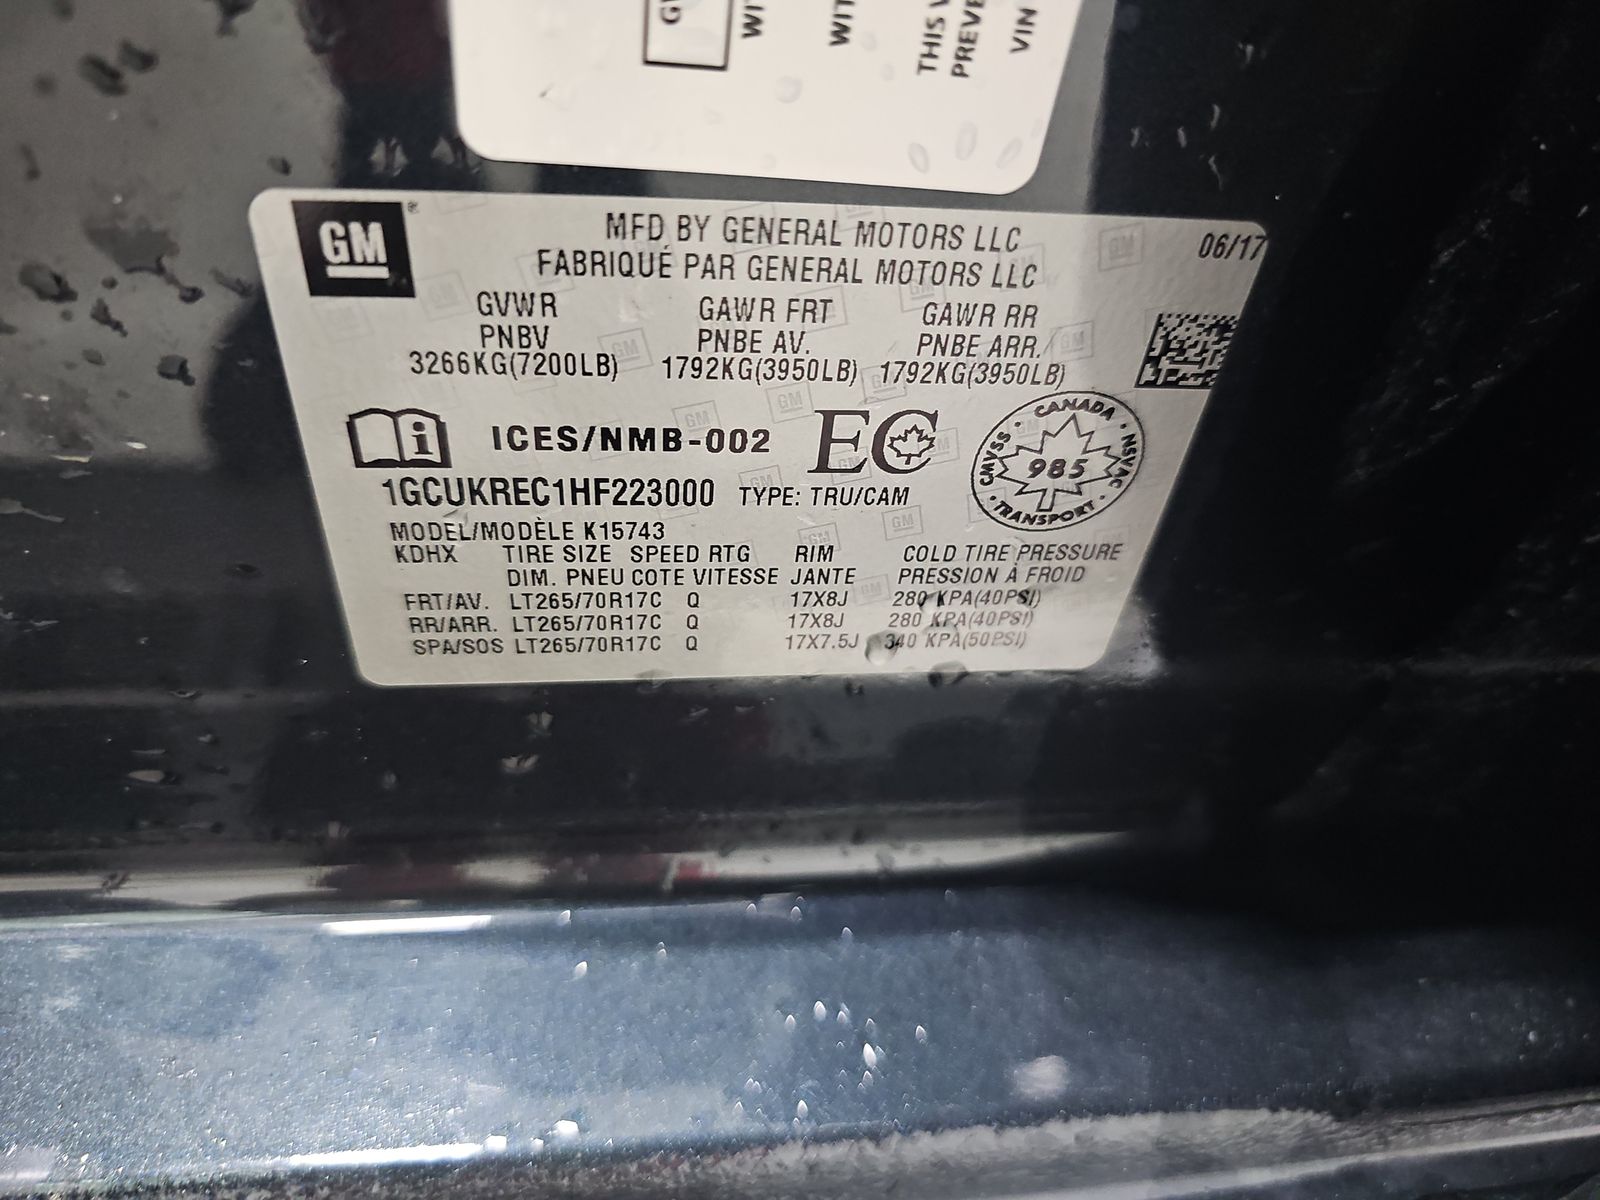 WIT
THIS
PREVE
VIN
GM®
MFD BY GENERAL MOTORS LLC 06/17
FABRIQUÉ PAR GENERAL MOTORS LLC
GVWR GAWR FRT GAWR RR
PNBV PNBE AV. PNBE ARR.
3266KG(7200LB) 1792KG(3950LB) 1792KG(3950LB)
ICES/NMB-002 EC
CANADA
CMVSS 985 NSVAC
TRANSPORT
1GCUKREC1HF223000 TYPE: TRU/CAM
MODEL/MODÈLE K15743
KDHX TIRE SIZE SPEED RTG RIM COLD TIRE PRESSURE
DIM. PNEU COTE VITESSE JANTE PRESSION À FROID
FRT/AV. LT265/70R17C Q 17X8J 280 KPA(40PSI)
RR/ARR. LT265/70R17C Q 17X8J 280 KPA(40PSI)
SPA/SOS LT265/70R17C Q 17X7.5J 340 KPA(50PSI)